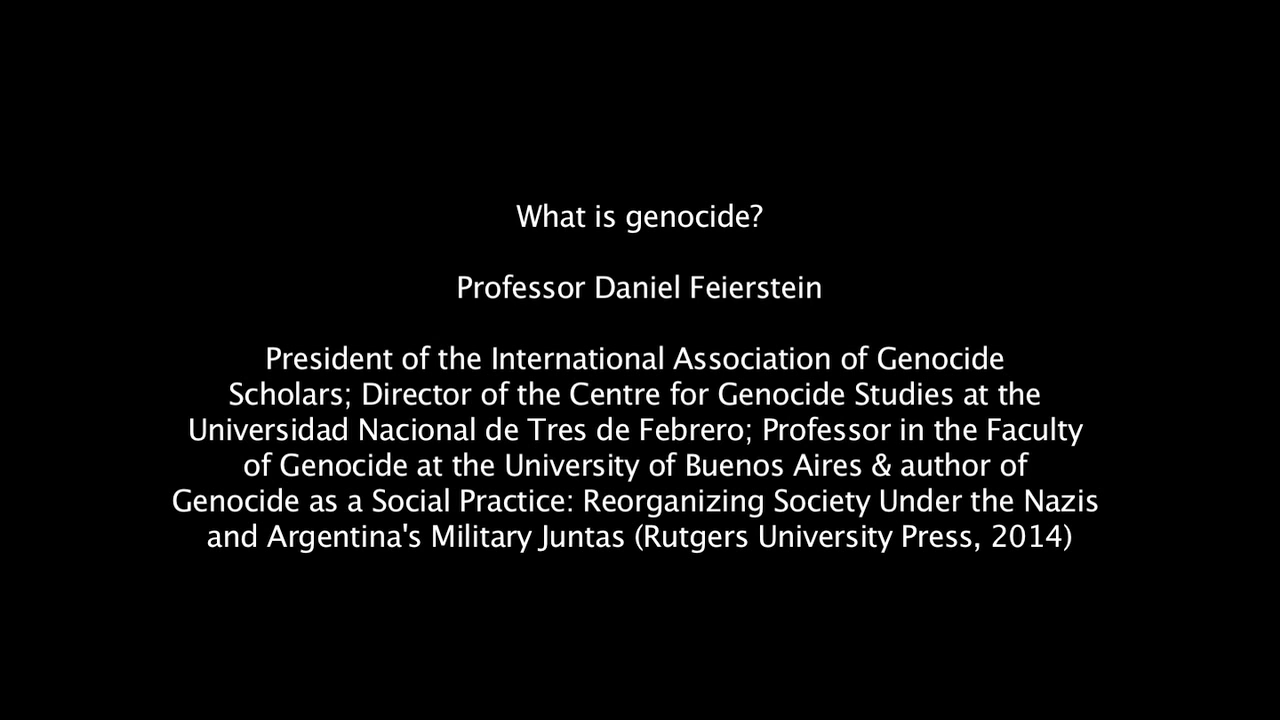 What is genocide?
Professor Daniel Feierstein
President of the International Association of Genocide
Scholars; Director of the Centre for Genocide Studies at the
Universidad Nacional de Tres de Febrero; Professor in the Faculty
of Genocide at the University of Buenos Aires & author of
Genocide as a Social Practice: Reorganizing Society Under the Nazis
and Argentina's Military Juntas (Rutgers University Press, 2014)